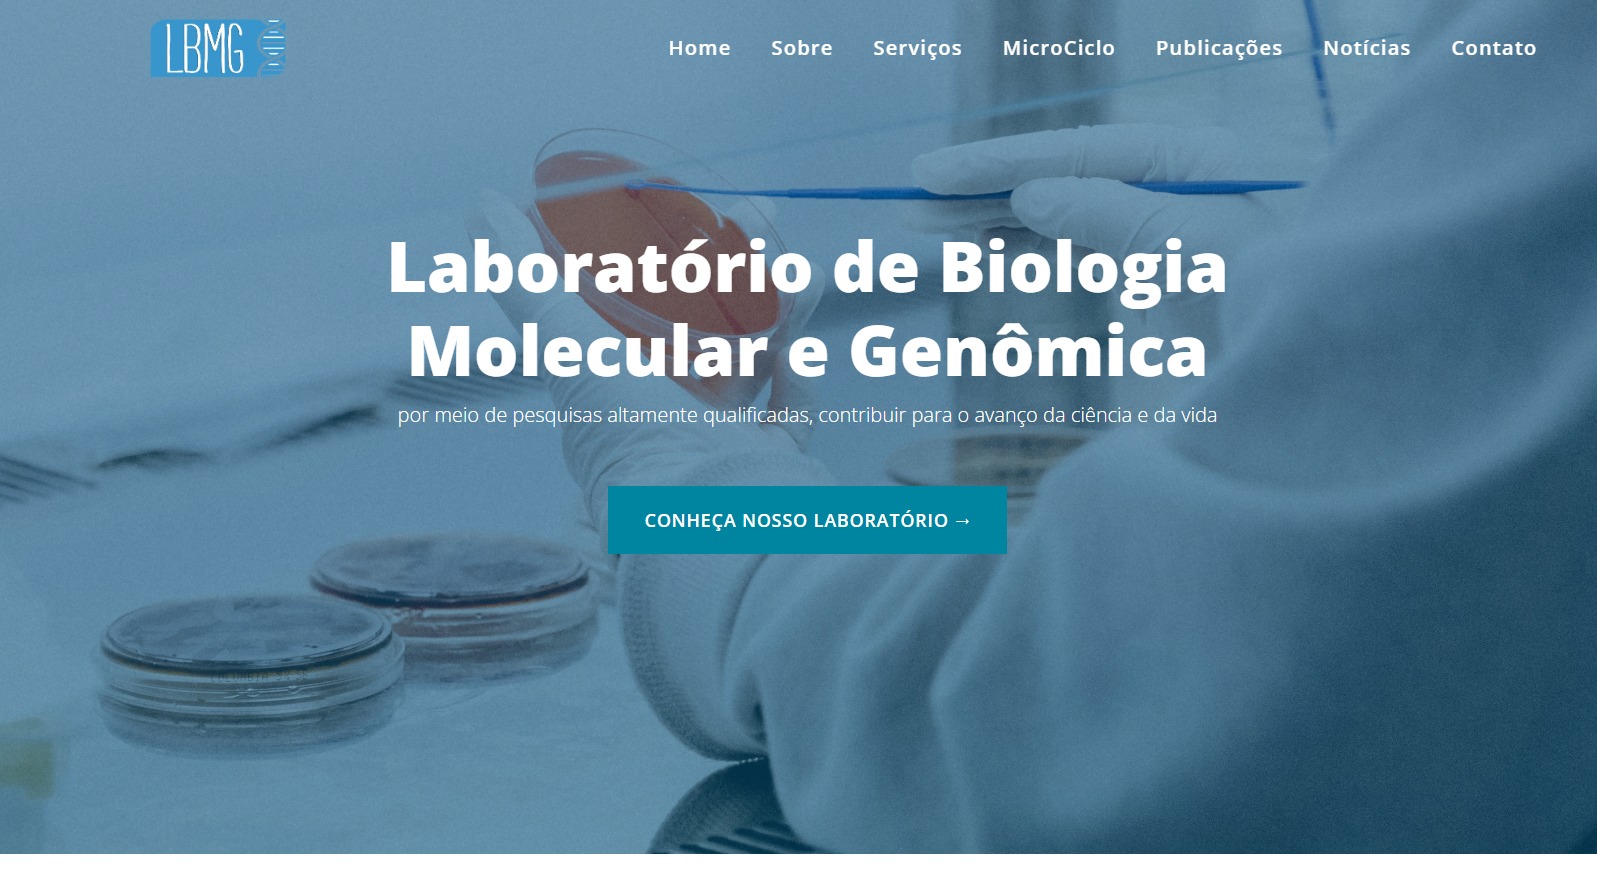 LBMG
Home Sobre Serviços MicroCiclo Publicações Notícias Contato
Laboratório de Biologia
Molecular e Genômica
por meio de pesquisas altamente qualificadas, contribuir para o avanço da ciência e da vida
CONHEÇA NOSSO LABORATÓRIO →